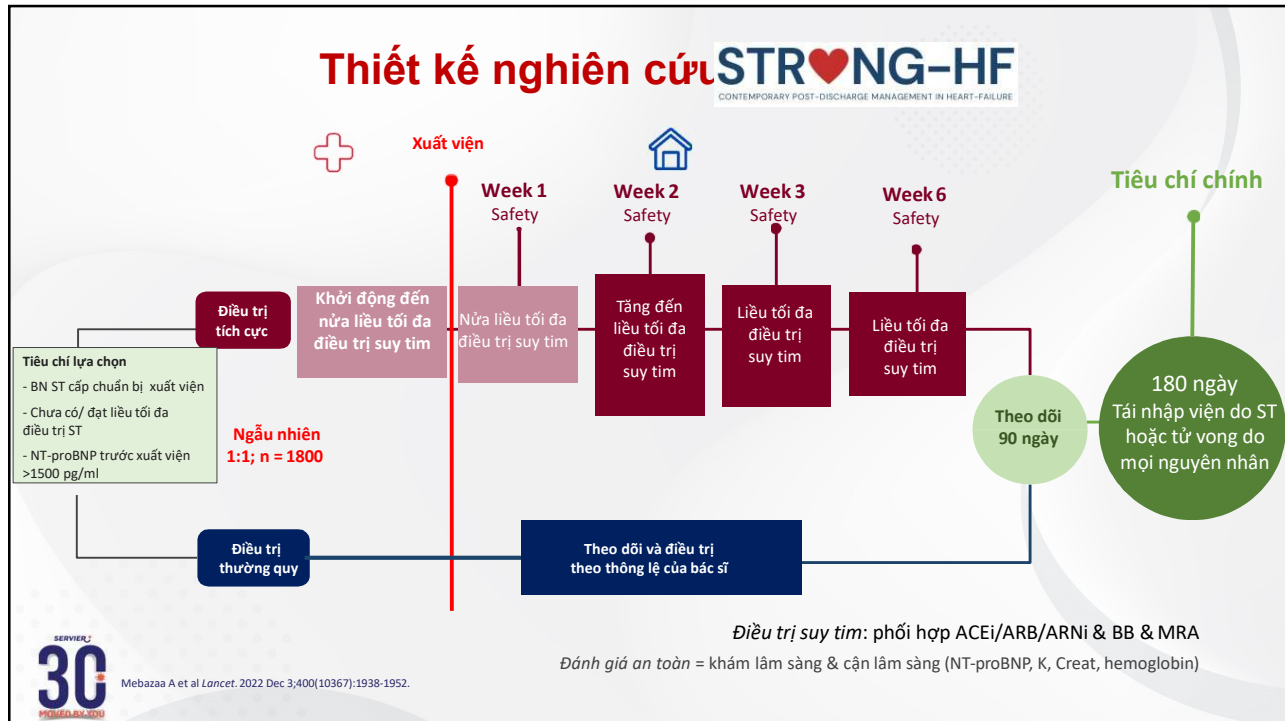 Thiết kế nghiên cứu
STRONG-HF
CONTEMPORARY POST-DISCHARGE MANAGEMENT IN HEART-FAILURE
Xuất viện
Week 1
Safety
Week 2
Safety
Week 3
Safety
Week 6
Safety
Tiêu chí chính
Điều trị
tích cực
Khởi động đến
nửa liều tối đa
điều trị suy tim
Nửa liều tối đa
điều trị suy tim
Tăng đến
liều tối đa
điều trị
suy tim
Liều tối đa
điều trị
suy tim
Liều tối đa
điều trị
suy tim
Tiêu chí lựa chọn
- BN ST cấp chuẩn bị xuất viện
- Chưa có/ đạt liều tối đa
điều trị ST
- NT-proBNP trước xuất viện
>1500 pg/ml
Ngẫu nhiên
1:1; n = 1800
Theo dõi
90 ngày
180 ngày
Tái nhập viện do ST
hoặc tử vong do
mọi nguyên nhân
Điều trị
thường quy
Theo dõi và điều trị
theo thông lệ của bác sĩ
Điều trị suy tim: phối hợp ACEi/ARB/ARNi & BB & MRA
Đánh giá an toàn = khám lâm sàng & cận lâm sàng (NT-proBNP, K, Creat, hemoglobin)
SERVIER
30
MOVED BY YOU
Mebazaa A et al Lancet. 2022 Dec 3;400(10367):1938-1952.